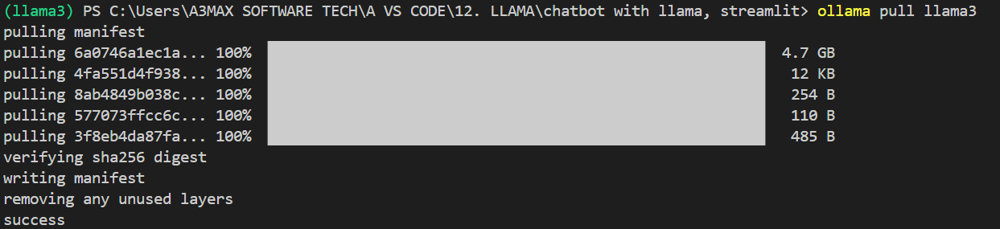 (llama3) PS C:\Users\A3MAX SOFTWARE TECH\A VS CODE\12. LLAMA\chatbot with llama, streamlit> ollama pull llama3
pulling manifest
pulling 6a0746a1ec1a... 100% 4.7 GB
pulling 4fa551d4f938... 100% 12 KB
pulling 8ab4849b038c... 100% 254 B
pulling 577073ffcc6c... 100% 110 B
pulling 3f8eb4da87fa... 100% 485 B
verifying sha256 digest
writing manifest
removing any unused layers
success